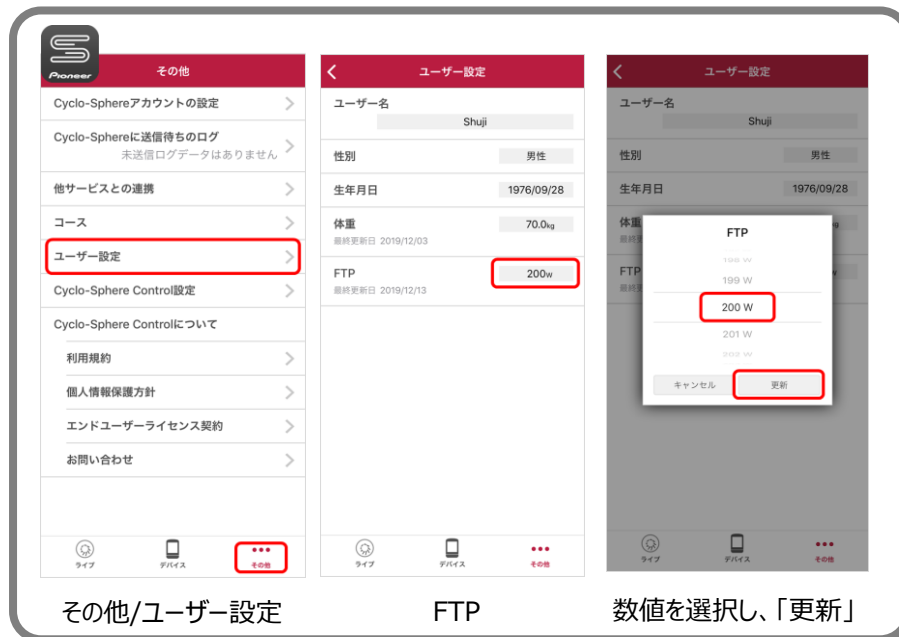 Pioneer
その他
Cyclo-Sphereアカウントの設定
Cyclo-Sphereに送信待ちのログ
未送信ログデータはありません
他サービスとの連携
コース
ユーザー設定
Cyclo-Sphere Control設定
Cyclo-Sphere Controlについて
利用規約
個人情報保護方針
エンドユーザーライセンス契約
お問い合わせ
ライブ
デバイス
その他
その他/ユーザー設定
ユーザー設定
ユーザー名
Shuji
性別 男性
生年月日 1976/09/28
体重 70.0kg
最終更新日 2019/12/03
FTP 200w
最終更新日 2019/12/13
ライブ
デバイス
その他
FTP
ユーザー設定
ユーザー名
Shuji
性別 男性
生年月日 1976/09/28
体重
FTP
FTP
198 W
199 W
200 W
201 W
202 W
キャンセル 更新
ライブ
デバイス
その他
数値を選択し、「更新」